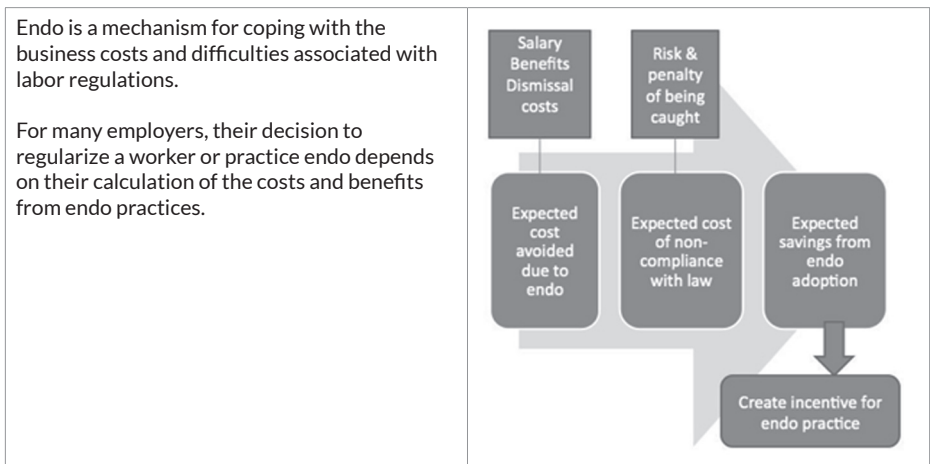 Endo is a mechanism for coping with the
business costs and difficulties associated with
labor regulations.
For many employers, their decision to
regularize a worker or practice endo depends
on their calculation of the costs and benefits
from endo practices.
Salary
Benefits
Dismissal
costs
Risk &
penalty
of being
caught
Expected
cost
avoided
due to
endo
Expected cost
of non-
compliance
with law
Expected
savings from
endo
adoption
Create incentive for
endo practice